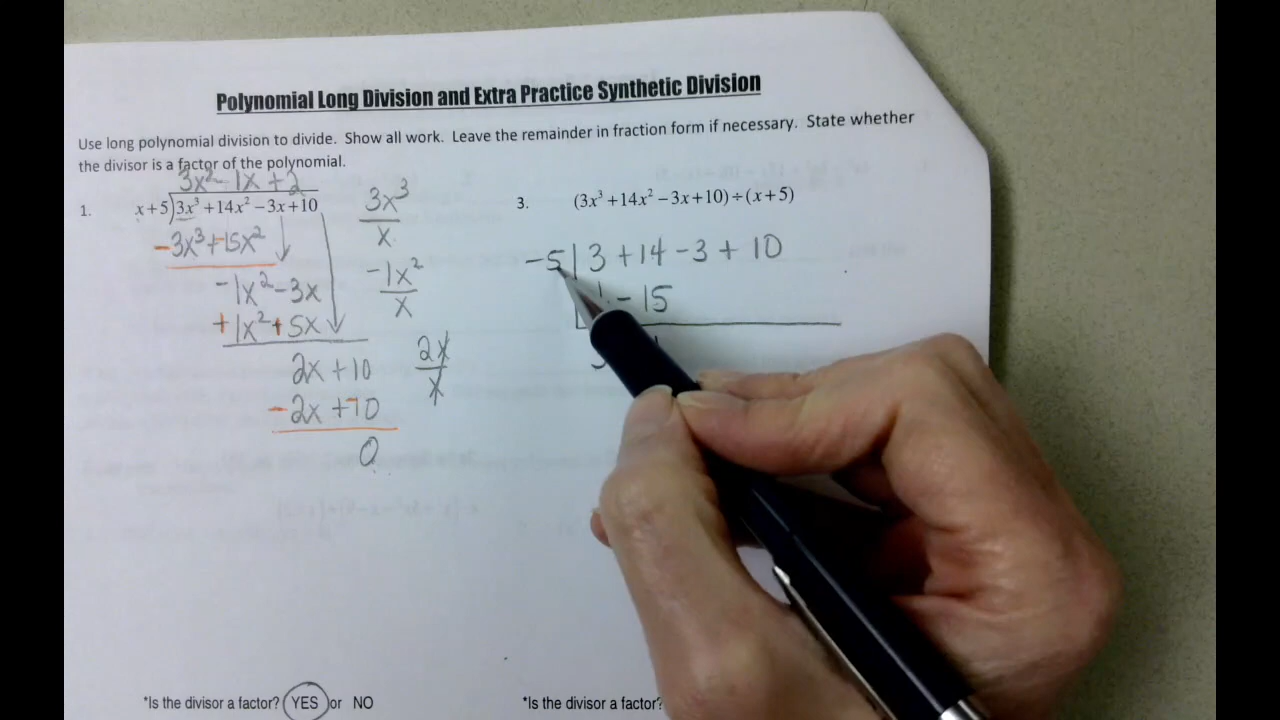 Polynomial Long Division and Extra Practice Synthetic Division
Use long polynomial division to divide. Show all work. Leave the remainder in fraction form if necessary. State whether
the divisor is a factor of the polynomial.
3x² - 1x + 2
1. x+5)3x³ +14x² −3x+10
-3x³+-15x²
-1x²-3x
+1x²+5x
2x+10
-2x+-10
0
3x³
x
-1x²
x
2x
x
*Is the divisor a factor? YES or NO
3. (3x³ +14x² −3x+10)÷(x+5)
-5| 3 +14 -3 + 10
-15
*Is the divisor a factor?